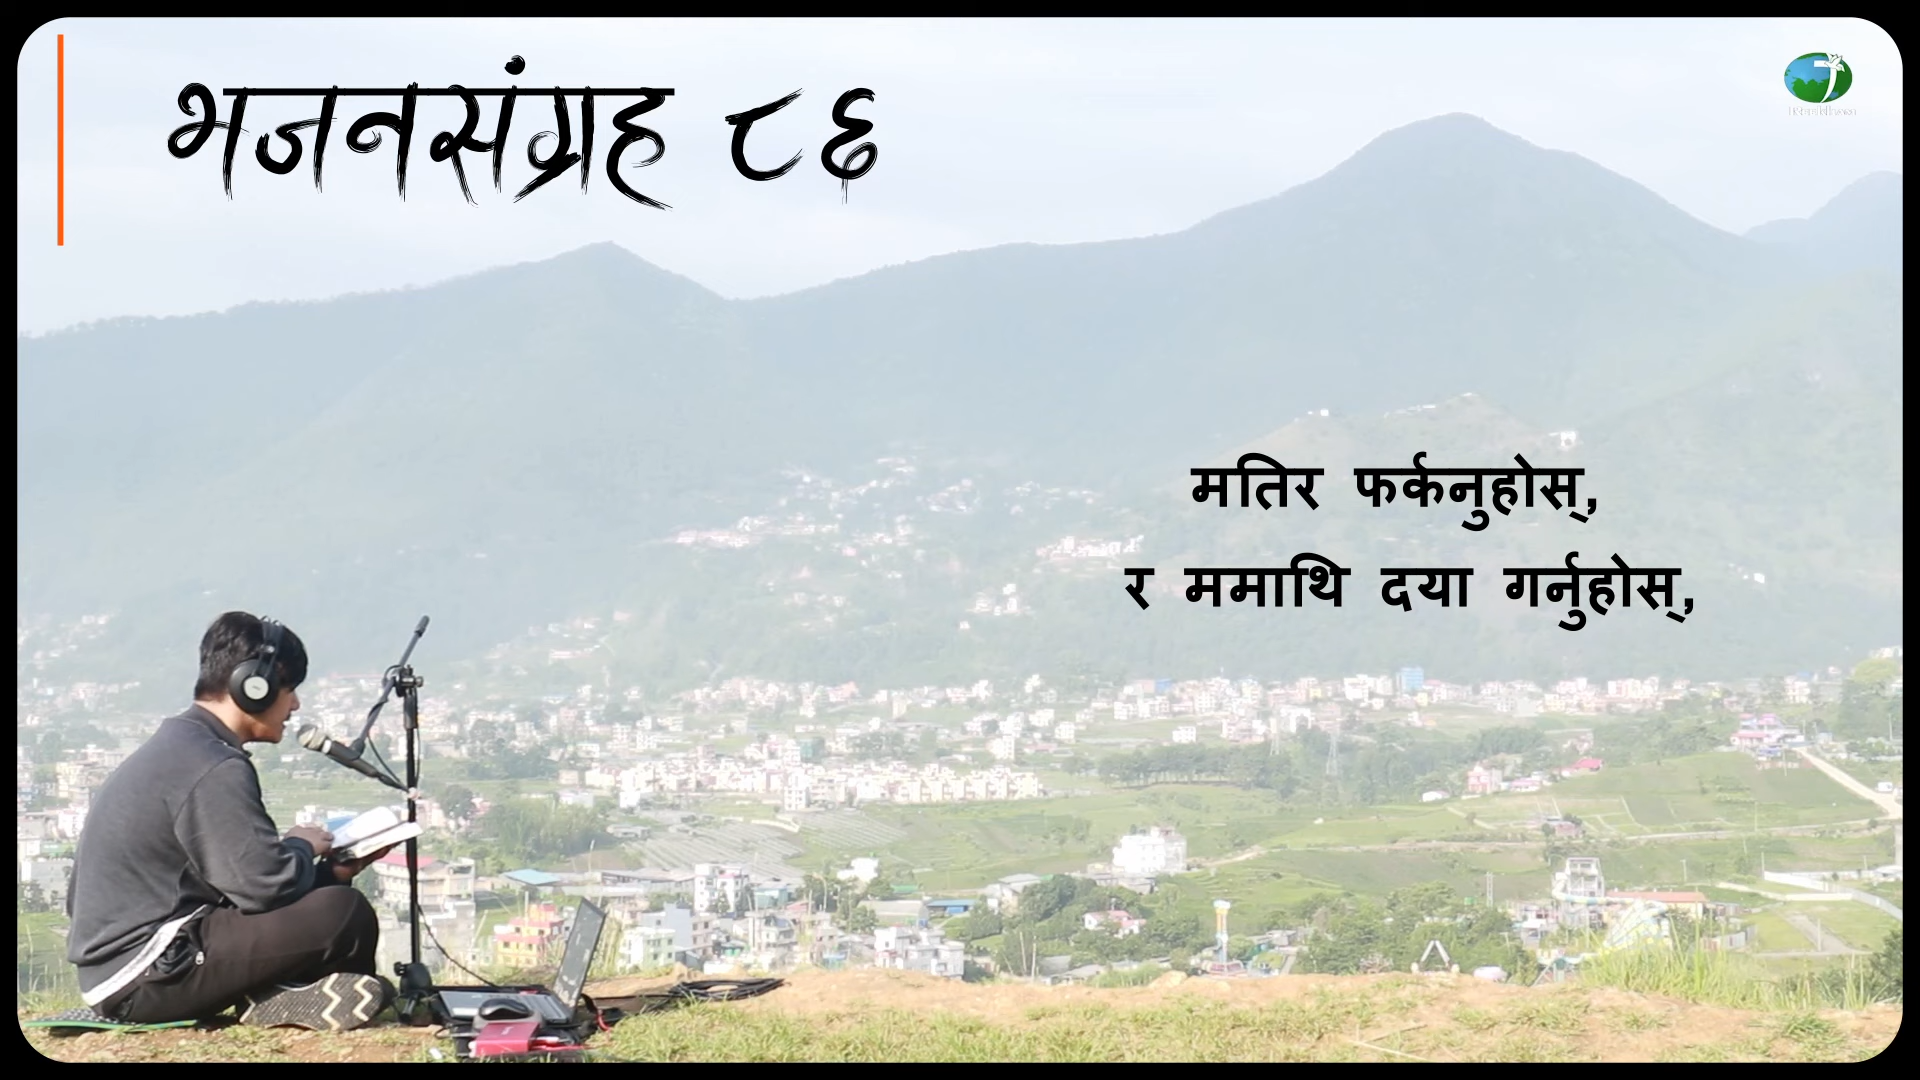 भजनसंग्रह ८६
मतिर फर्कनुहोस्,
र ममाथि दया गर्नुहोस्,